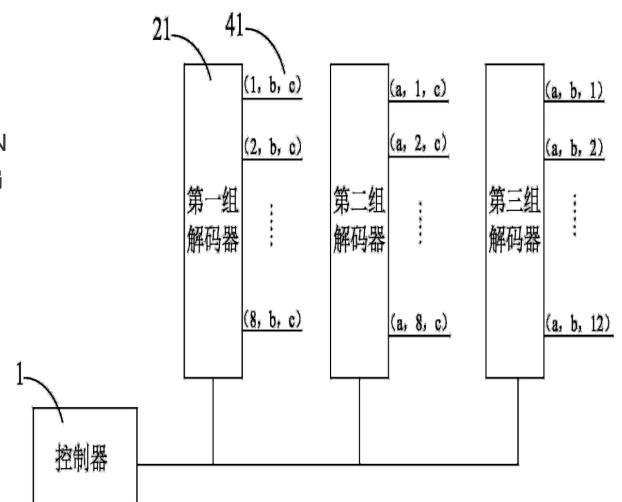 21
41
(1, b, c)
(2, b, c)
(8, b, c)
第一组
解码器
(a, 1, c)
(a, 2, c)
(a, 8, c)
第二组
解码器
(a, b, 1)
(a, b, 2)
(a, b, 12)
第三组
解码器
1
控制器